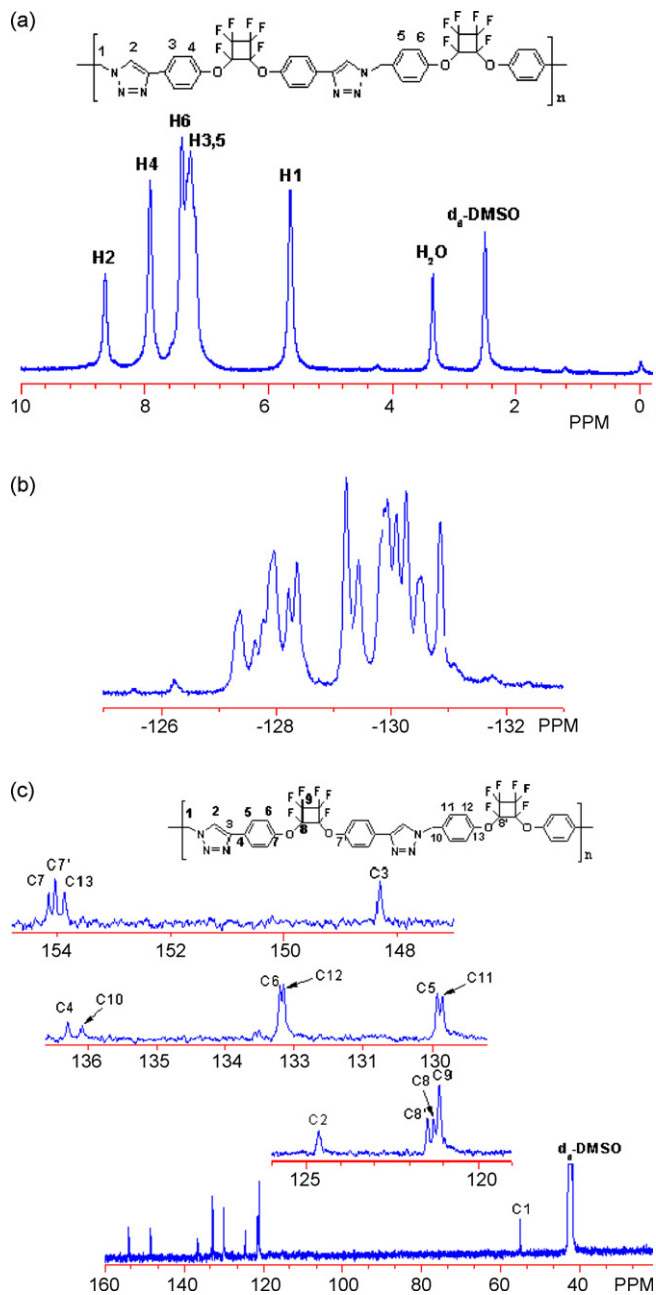 (a)
F F F F
F F
1 2 3 4
O O
N N=N
N N=N
5 6
F F F F
F F
O O
n
H6
H3,5
H4
H1
H2
d6-DMSO
H2O
10 8 6 4 2 0
PPM
(b)
-126 -128 -130 -132 PPM
(c)
F 9 F F F
F F
1 2 3 4 5 6 7 8 O O 7'
N N=N
N N=N
10 11 12 13
F F F F
F F
O 8' O
n
C7 C7' C13 C3
154 152 150 148
C4 C10 C6 C12 C5 C11
136 135 134 133 132 131 130
C2 C8' C8 C9
125 120
d6-DMSO
C1
160 140 120 100 80 60 40 20
PPM